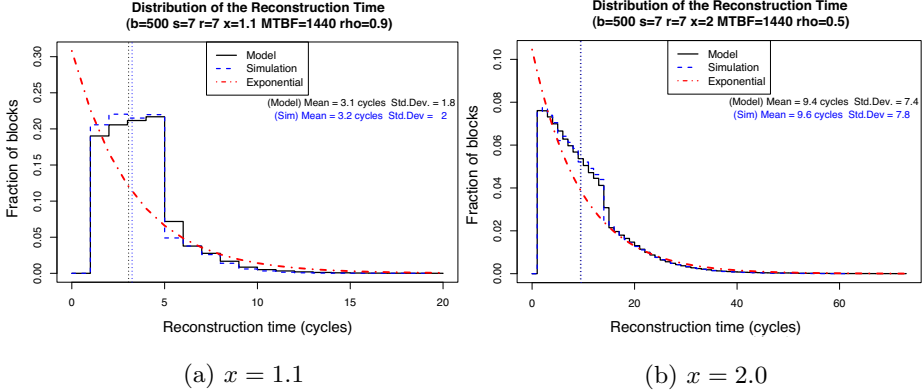 Distribution of the Reconstruction Time
(b=500 s=7 r=7 x=1.1 MTBF=1440 rho=0.9)
Model
Simulation
Exponential
(Model) Mean = 3.1 cycles Std.Dev. = 1.8
(Sim) Mean = 3.2 cycles Std.Dev = 2
Fraction of blocks
0.30
0.25
0.20
0.15
0.10
0.05
0.00
0 5 10 15 20
Reconstruction time (cycles)
(a) x = 1.1
Distribution of the Reconstruction Time
(b=500 s=7 r=7 x=2 MTBF=1440 rho=0.5)
Model
Simulation
Exponential
(Model) Mean = 9.4 cycles Std.Dev. = 7.4
(Sim) Mean = 9.6 cycles Std.Dev = 7.8
Fraction of blocks
0.10
0.08
0.06
0.04
0.02
0.00
0 20 40 60
Reconstruction time (cycles)
(b) x = 2.0